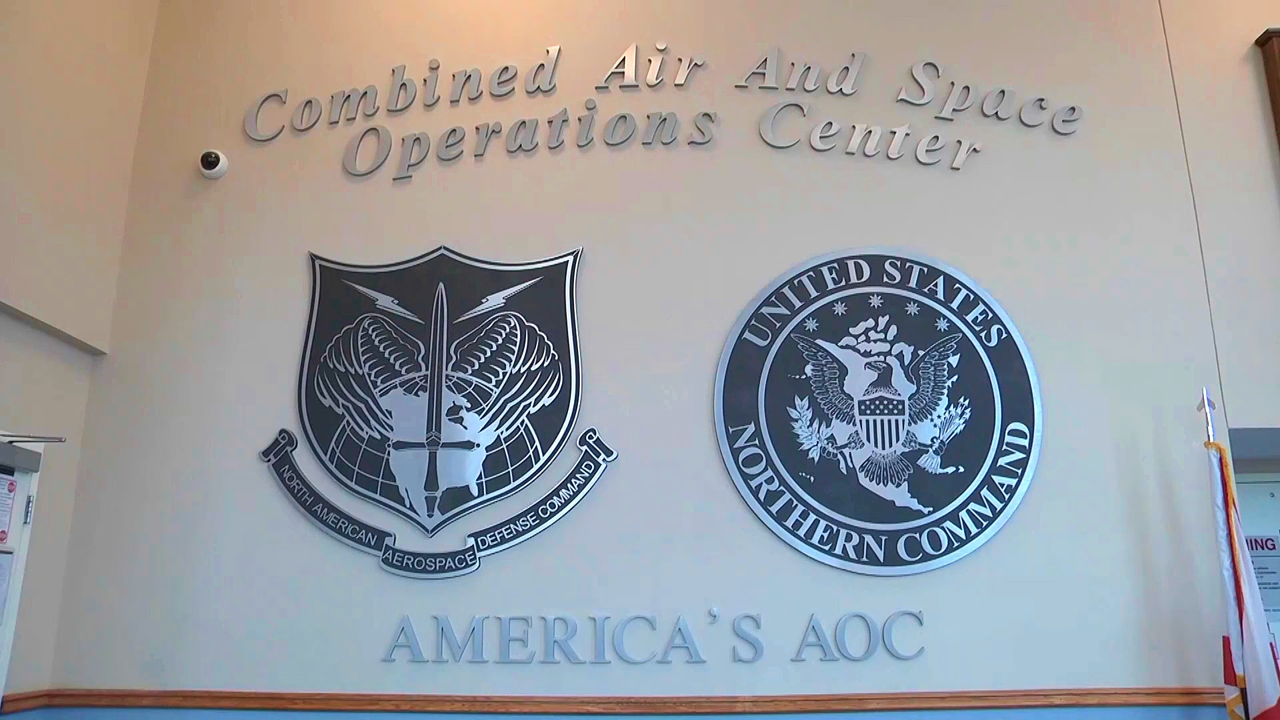 Combined Air And Space
Operations Center
NORTH AMERICAN
AEROSPACE
DEFENSE COMMAND
UNITED STATES
NORTHERN COMMAND
AMERICA'S AOC